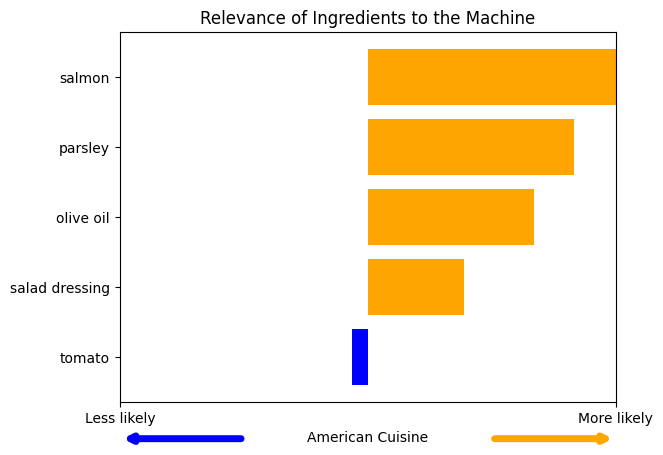 Relevance of Ingredients to the Machine
salmon
parsley
olive oil
salad dressing
tomato
Less likely
More likely
American Cuisine